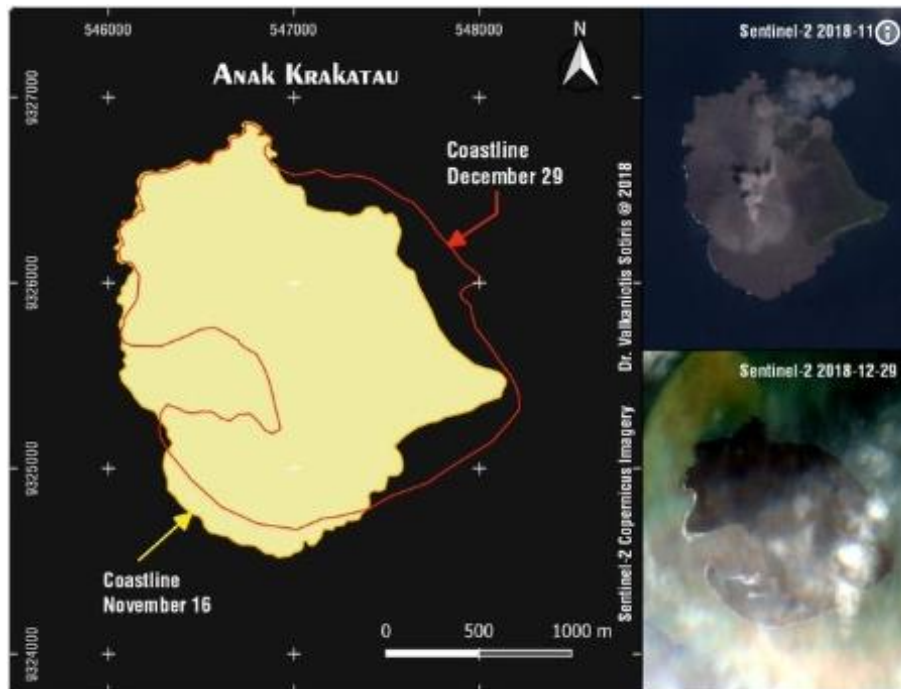 546000 547000 548000
N
ANAK KRAKATAU
Sentinel-2 2018-11
9327000
9326000
9325000
9324000
Coastline
December 29
Dr. Valkaniotis Sotiris @ 2018
Sentinel-2 2018-12-29
Sentinel-2 Copernicus Imagery
Coastline
November 16
0 500 1000 m